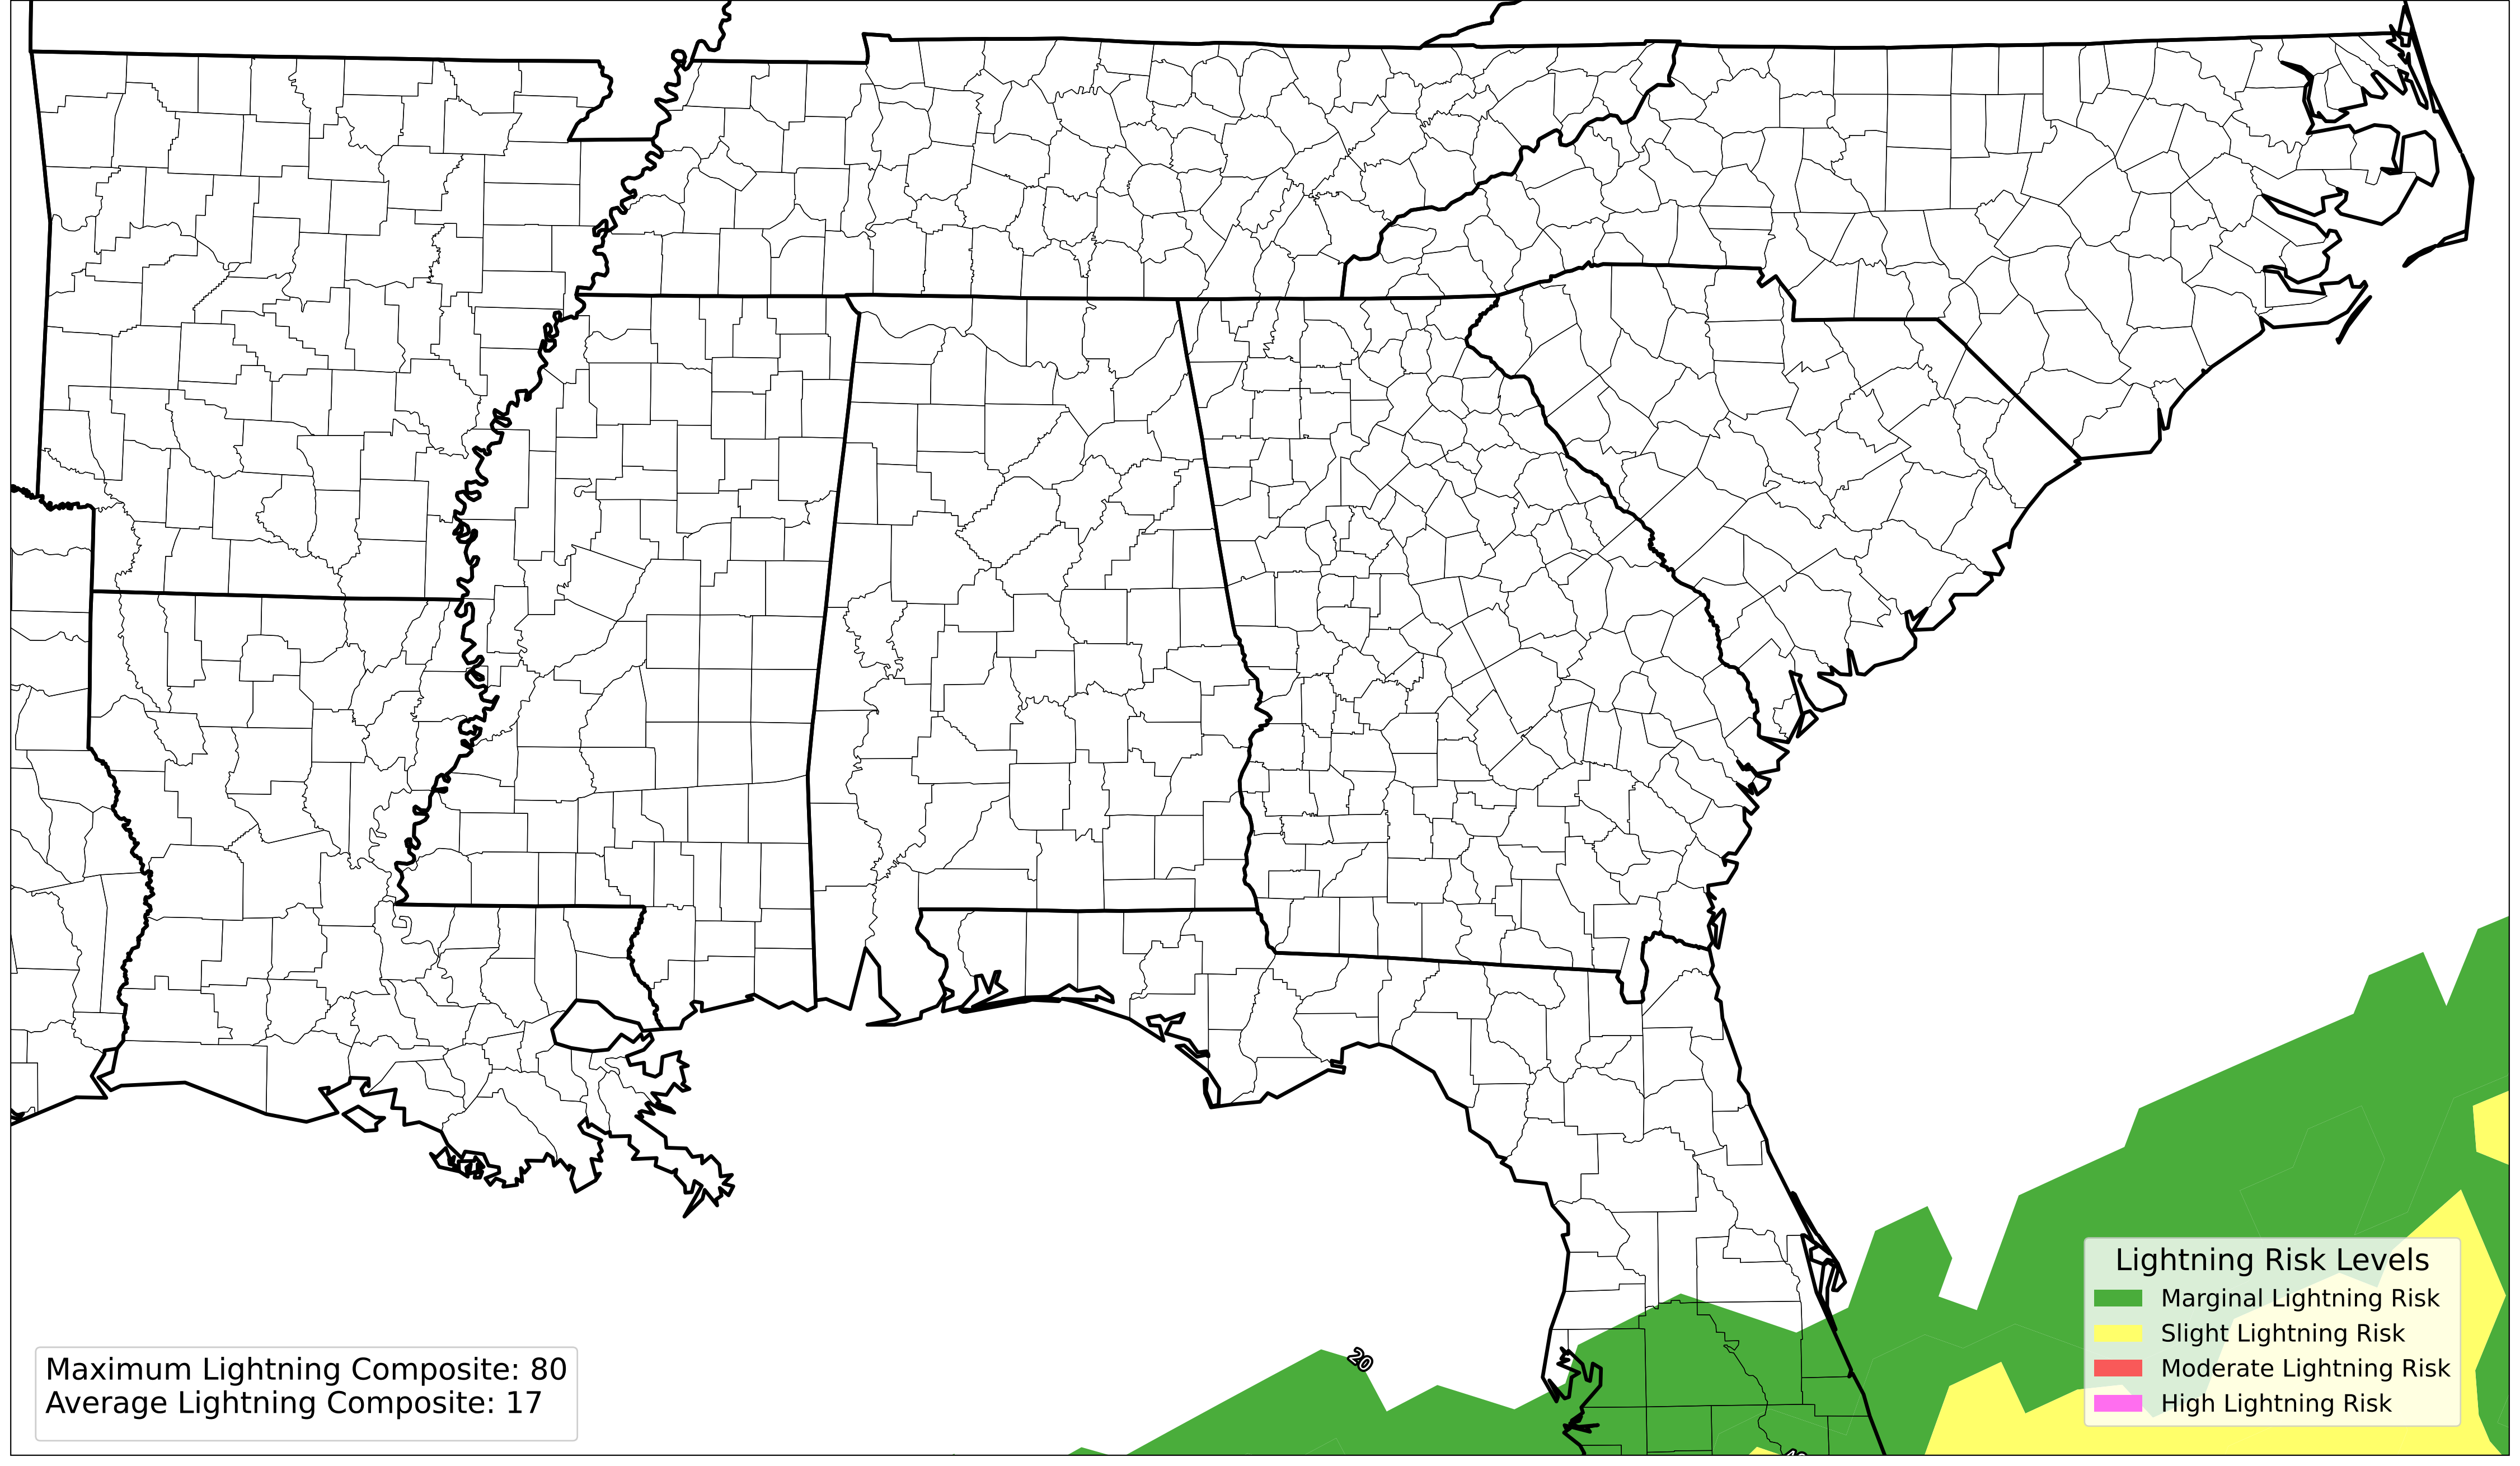 20
Lightning Risk Levels
Marginal Lightning Risk
Slight Lightning Risk
Moderate Lightning Risk
High Lightning Risk
Maximum Lightning Composite: 80
Average Lightning Composite: 17